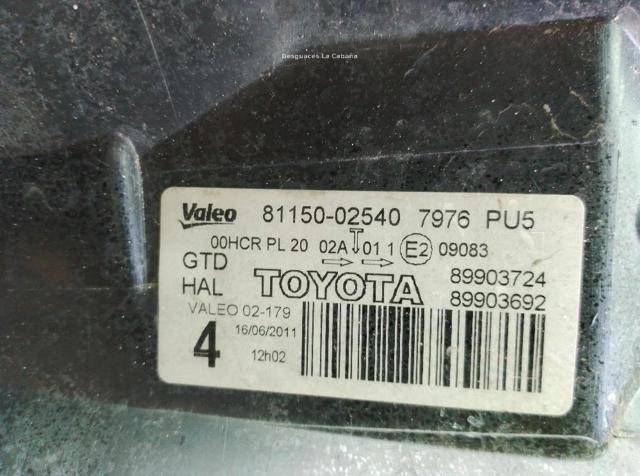 Desguaces La Cabaña
Valeo 81150-02540 7976 PU5
00HCR PL 20 02A 01 1 E2 09083
GTD 89903724
HAL TOYOTA 89903692
VALEO 02-179
4 16/06/2011
12h02